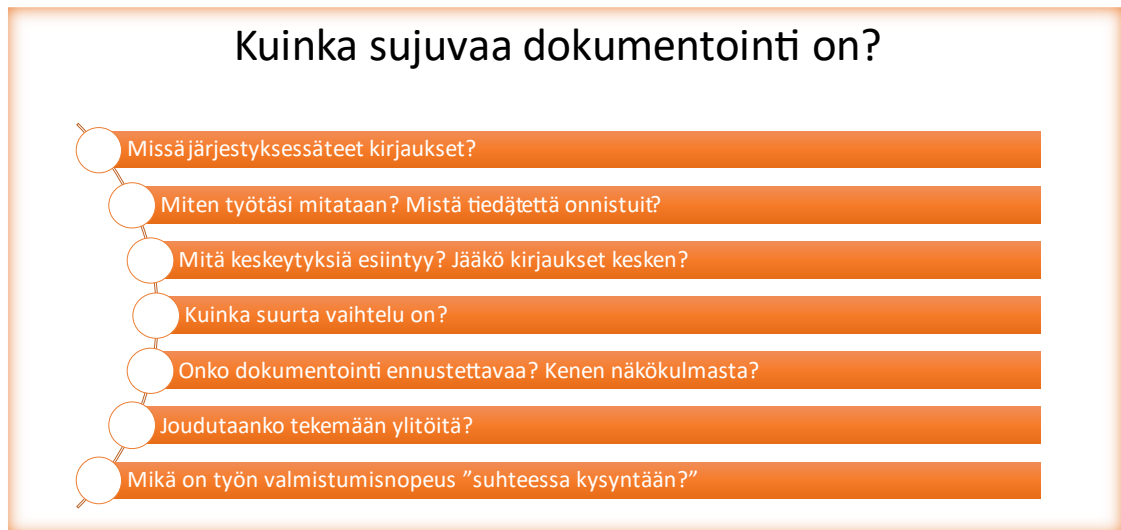 Kuinka sujuvaa dokumentointi on?
Missä järjestyksessä teet kirjaukset?
Miten työtäsi mitataan? Mistä tiedät, että onnistuit?
Mitä keskeytyksiä esiintyy? Jääkö kirjaukset kesken?
Kuinka suurta vaihtelu on?
Onko dokumentointi ennustettavaa? Kenen näkökulmasta?
Joudutaanko tekemään ylitöitä?
Mikä on työn valmistumisnopeus ”suhteessa kysyntään?”